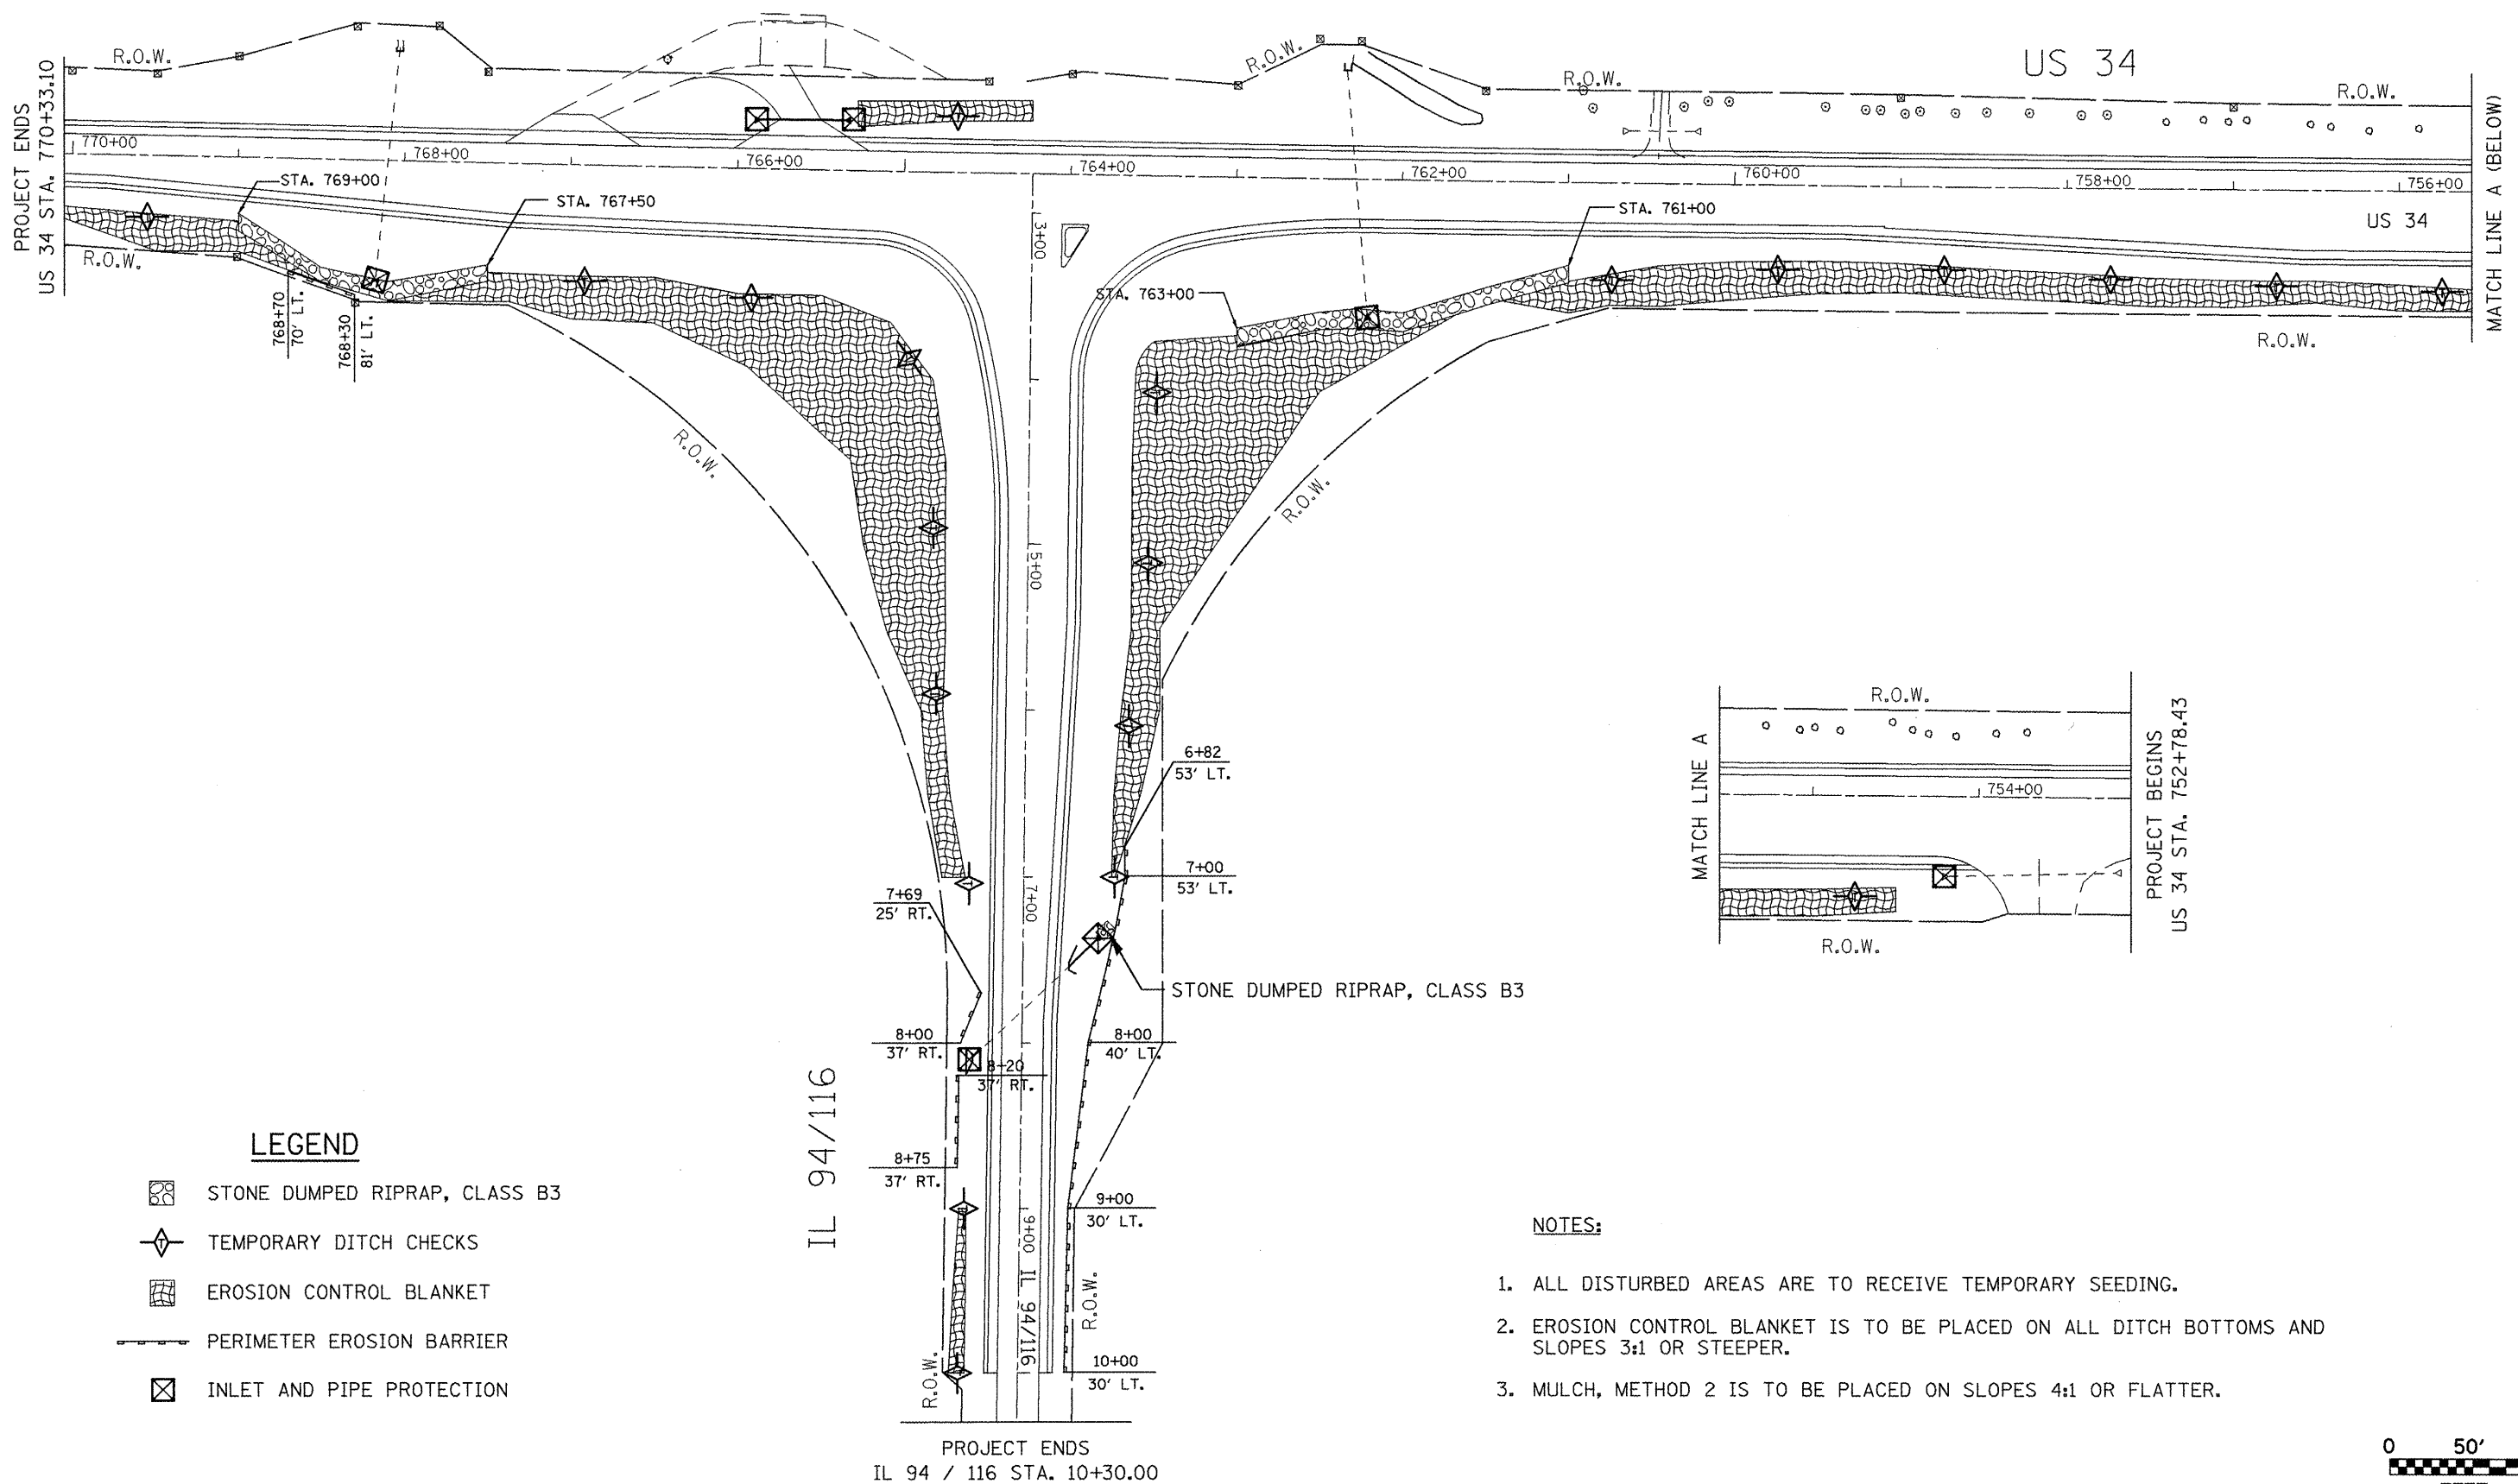 US 34
R.O.W.
R.O.W.
R.O.W.
R.O.W.
PROJECT ENDS
US 34 STA. 770+33.10
MATCH LINE A (BELOW)
770+00
768+00
766+00
764+00
762+00
760+00
758+00
756+00
STA. 769+00
STA. 767+50
STA. 761+00
US 34
R.O.W.
3+00
STA. 763+00
768+70
70' LT.
768+30
81' LT.
R.O.W.
R.O.W.
R.O.W.
5+00
6+82
53' LT.
7+00
53' LT.
7+69
25' RT.
7+00
STONE DUMPED RIPRAP, CLASS B3
8+00
37' RT.
8+00
40' LT.
8+20
37' RT.
IL 94/116
8+75
37' RT.
9+00
30' LT.
9+00 IL 94/116
R.O.W.
R.O.W.
10+00
30' LT.
PROJECT ENDS
IL 94 / 116 STA. 10+30.00
R.O.W.
MATCH LINE A
754+00
PROJECT BEGINS
US 34 STA. 752+78.43
R.O.W.
LEGEND
STONE DUMPED RIPRAP, CLASS B3
T TEMPORARY DITCH CHECKS
EROSION CONTROL BLANKET
PERIMETER EROSION BARRIER
INLET AND PIPE PROTECTION
NOTES:
1. ALL DISTURBED AREAS ARE TO RECEIVE TEMPORARY SEEDING.
2. EROSION CONTROL BLANKET IS TO BE PLACED ON ALL DITCH BOTTOMS AND
SLOPES 3:1 OR STEEPER.
3. MULCH, METHOD 2 IS TO BE PLACED ON SLOPES 4:1 OR FLATTER.
0 50'